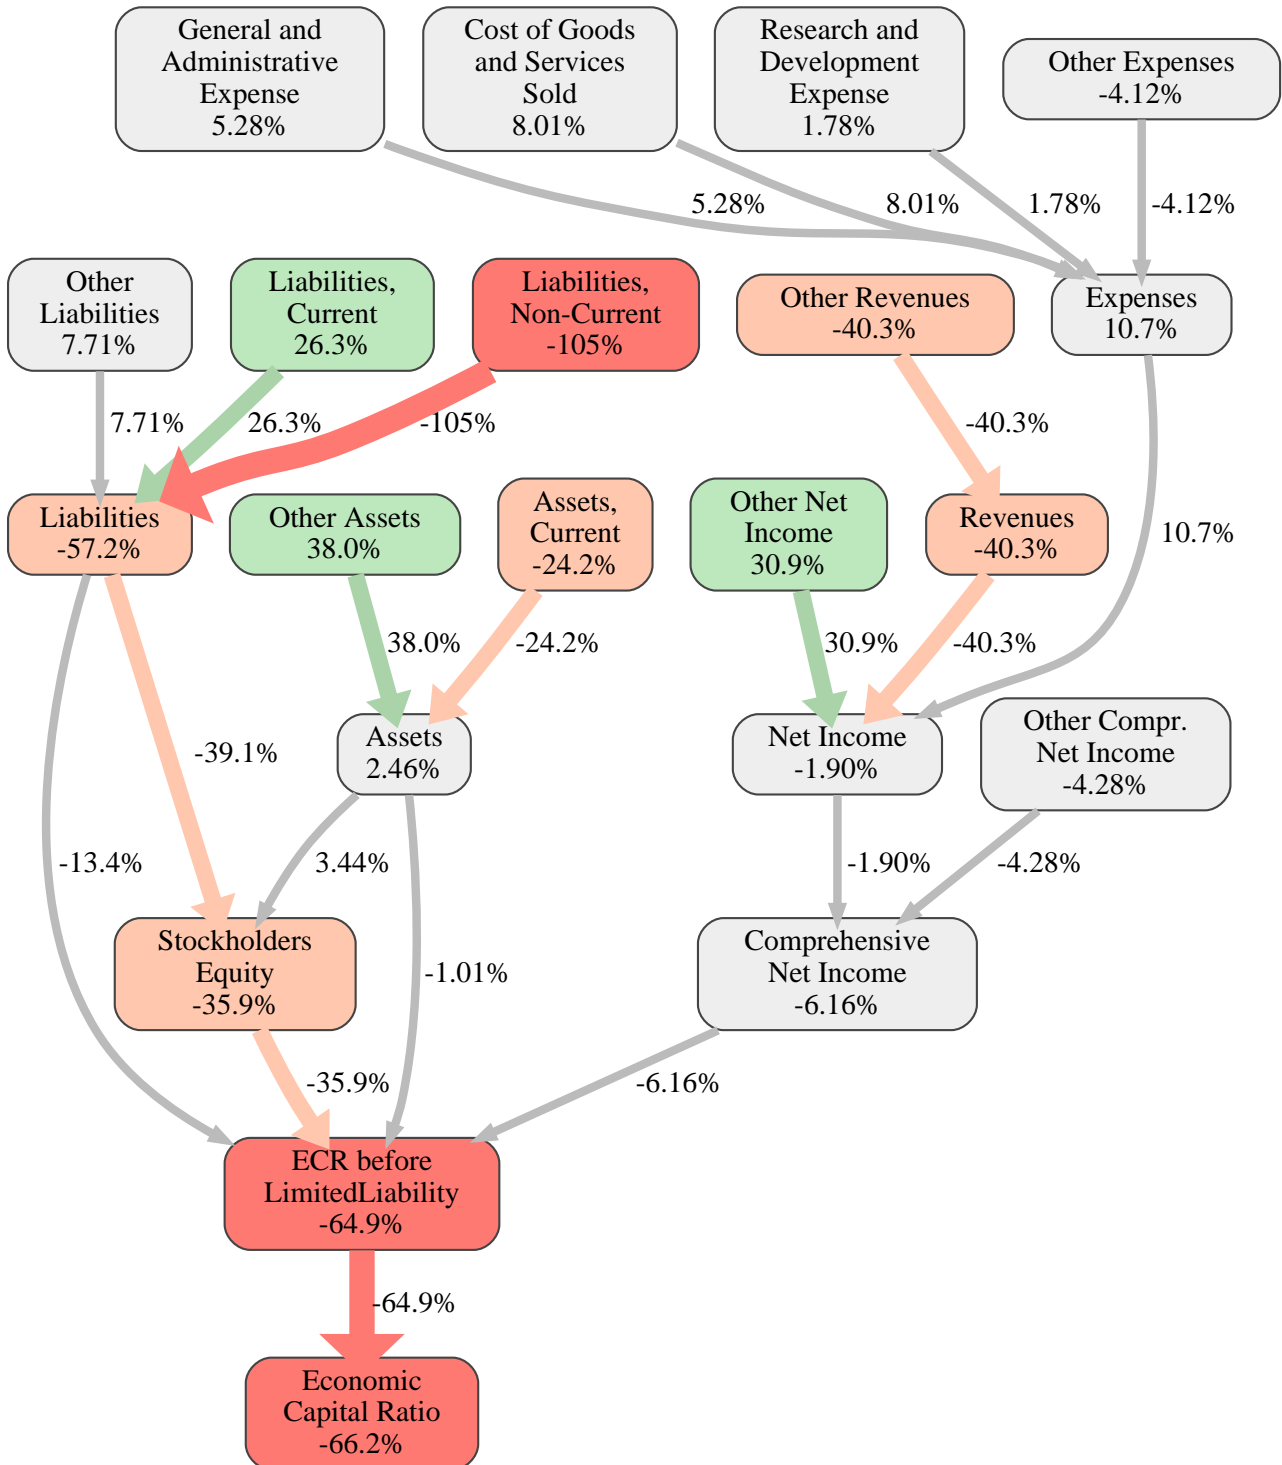 General and
Administrative
Expense
5.28%
Cost of Goods
and Services
Sold
8.01%
Research and
Development
Expense
1.78%
Other Expenses
-4.12%
5.28%
8.01%
1.78%
-4.12%
Other
Liabilities
7.71%
Liabilities,
Current
26.3%
Liabilities,
Non-Current
-105%
Other Revenues
-40.3%
Expenses
10.7%
7.71%
26.3%
-105%
-40.3%
10.7%
Liabilities
-57.2%
Other Assets
38.0%
Assets,
Current
-24.2%
Other Net
Income
30.9%
Revenues
-40.3%
38.0%
-24.2%
30.9%
-40.3%
-39.1%
Assets
2.46%
Net Income
-1.90%
Other Compr.
Net Income
-4.28%
-13.4%
3.44%
-1.90%
-4.28%
Stockholders
Equity
-35.9%
-1.01%
Comprehensive
Net Income
-6.16%
-35.9%
-6.16%
ECR before
LimitedLiability
-64.9%
-64.9%
Economic
Capital Ratio
-66.2%